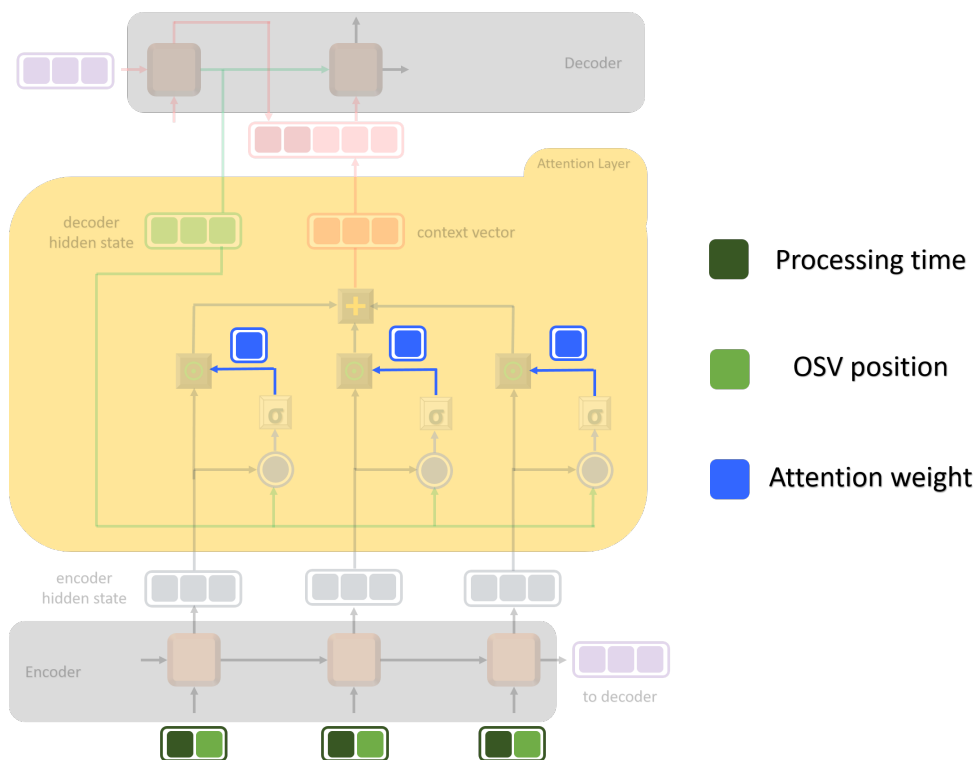 Decoder
Attention Layer
decoder
hidden state
context vector
Processing time
OSV position
σ
σ
σ
Attention weight
encoder
hidden state
Encoder
to decoder